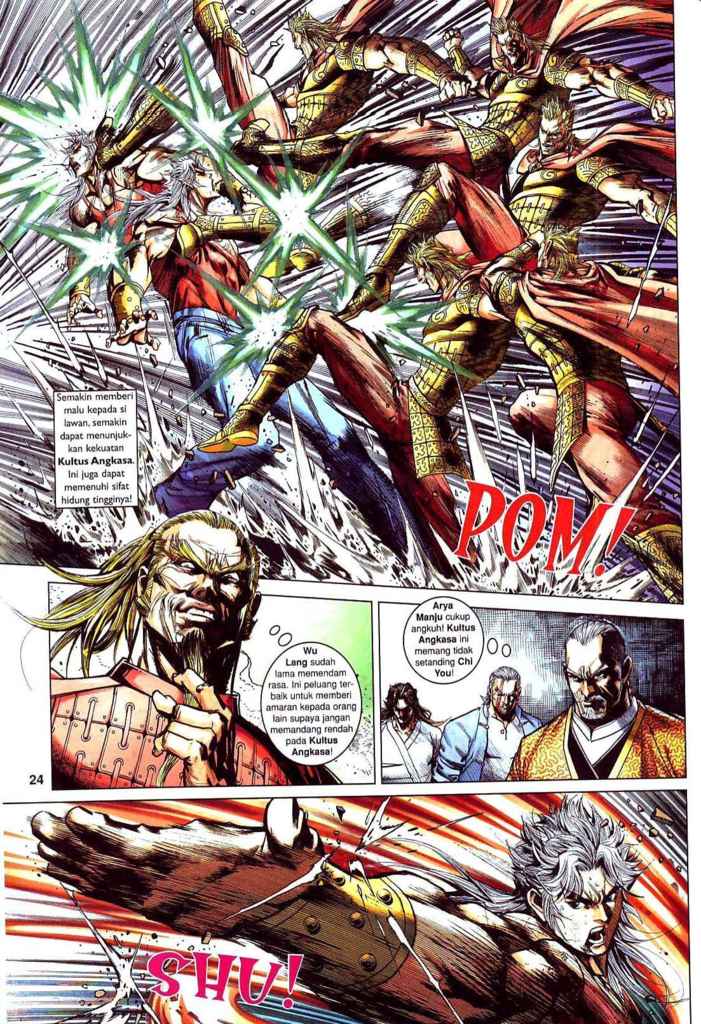 Semakin memberi
malu kepada si
lawan, semakin
dapat menunjuk-
kan kekuatan
Kultus Angkasa.
Ini juga dapat
memenuhi sifat
hidung tingginya!
POM!
Wu
Lang sudah
lama memendam
rasa. Ini peluang ter-
baik untuk memberi
amaran kepada orang
lain supaya jangan
memandang rendah
pada Kultus
Angkasa!
Arya
Manju cukup
angkuh! Kultus
Angkasa ini
memang tidak
setanding Chi
You!
24
SHU!